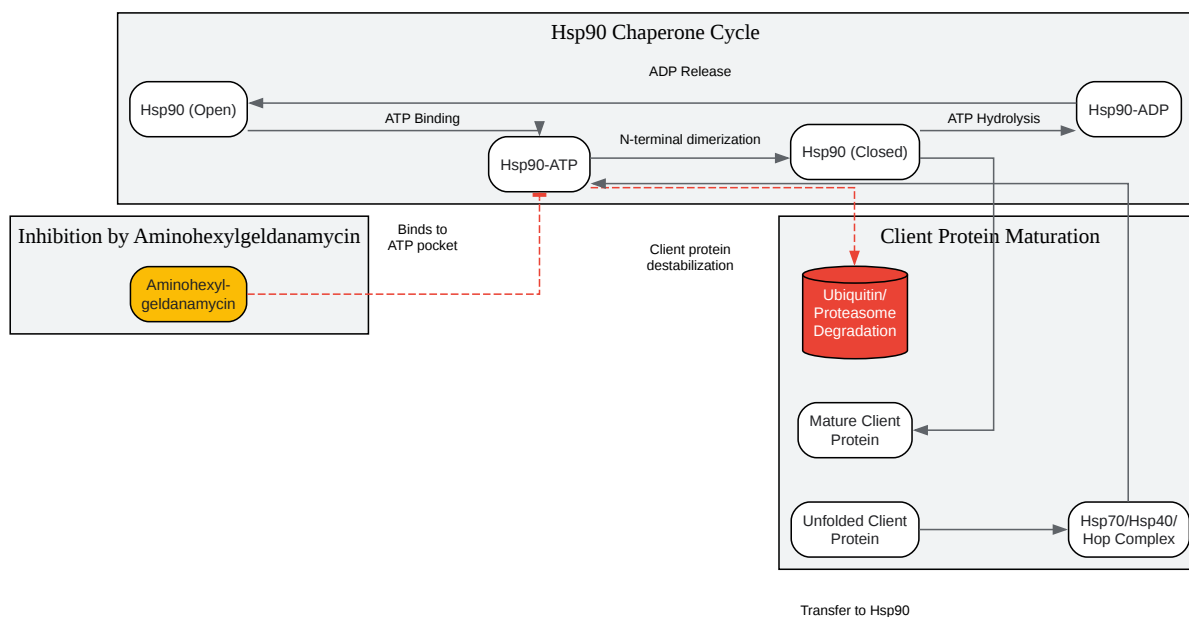 Hsp90 Chaperone Cycle
ADP Release
Hsp90 (Open)
Hsp90-ADP
ATP Binding
ATP Hydrolysis
N-terminal dimerization
Hsp90 (Closed)
Hsp90-ATP
Inhibition by Aminohexylgeldanamycin
Binds to
ATP pocket
Aminohexyl-
geldanamycin
Client protein
destabilization
Client Protein Maturation
Ubiquitin/
Proteasome
Degradation
Mature Client
Protein
Unfolded Client
Protein
Hsp70/Hsp40/
Hop Complex
Transfer to Hsp90